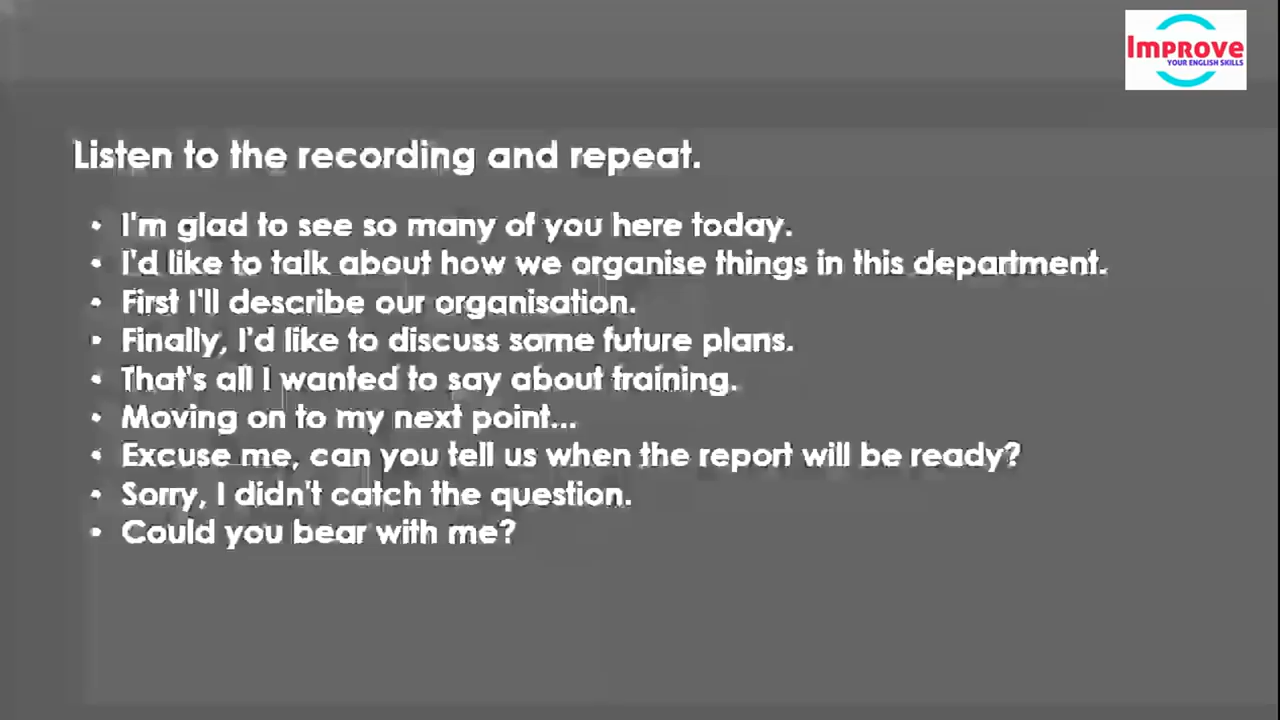 Improve
YOUR ENGLISH SKILLS
Listen to the recording and repeat.
• I'm glad to see so many of you here today.
• I'd like to talk about how we organise things in this department.
• First I'll describe our organisation.
• Finally, I'd like to discuss some future plans.
• That's all I wanted to say about training.
• Moving on to my next point...
• Excuse me, can you tell us when the report will be ready?
• Sorry, I didn't catch the question.
• Could you bear with me?